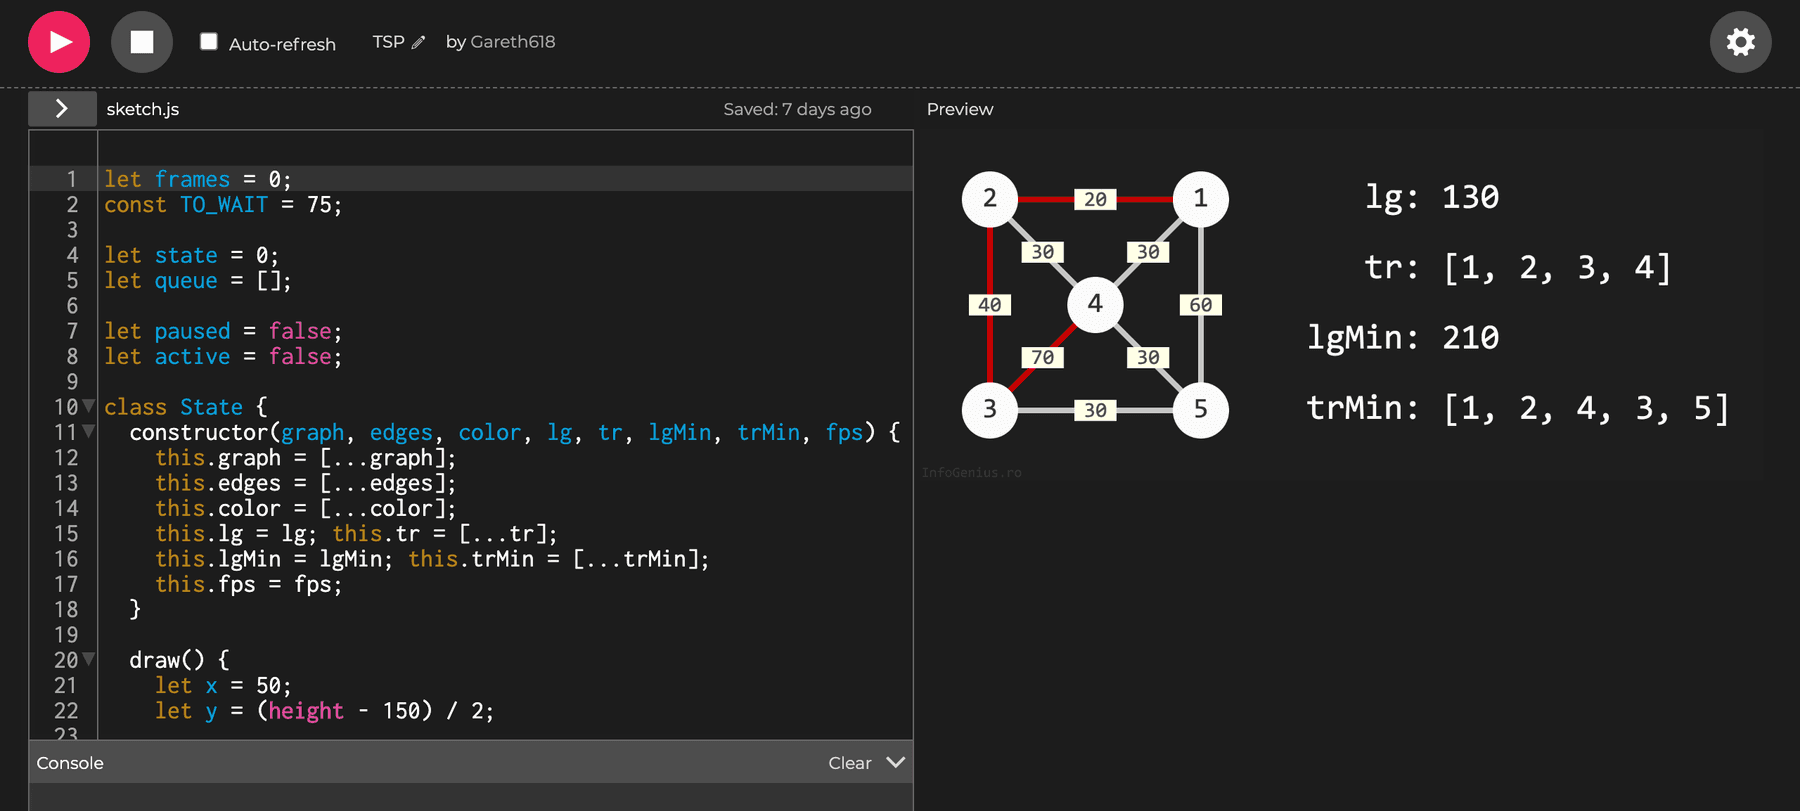 Auto-refresh TSP by Gareth618
sketch.js Saved: 7 days ago Preview
1 let frames = 0;
2 const TO_WAIT = 75;
3
4 let state = 0;
5 let queue = [];
6
7 let paused = false;
8 let active = false;
9
10 class State {
11 constructor(graph, edges, color, lg, tr, lgMin, trMin, fps) {
12 this.graph = [...graph];
13 this.edges = [...edges];
14 this.color = [...color];
15 this.lg = lg; this.tr = [...tr];
16 this.lgMin = lgMin; this.trMin = [...trMin];
17 this.fps = fps;
18 }
19
20 draw() {
21 let x = 50;
22 let y = (height - 150) / 2;
23
Console Clear
2 20 1
30 30
40 4 60
70 30
3 30 5
lg: 130
tr: [1, 2, 3, 4]
lgMin: 210
trMin: [1, 2, 4, 3, 5]
InfoGenius.ro